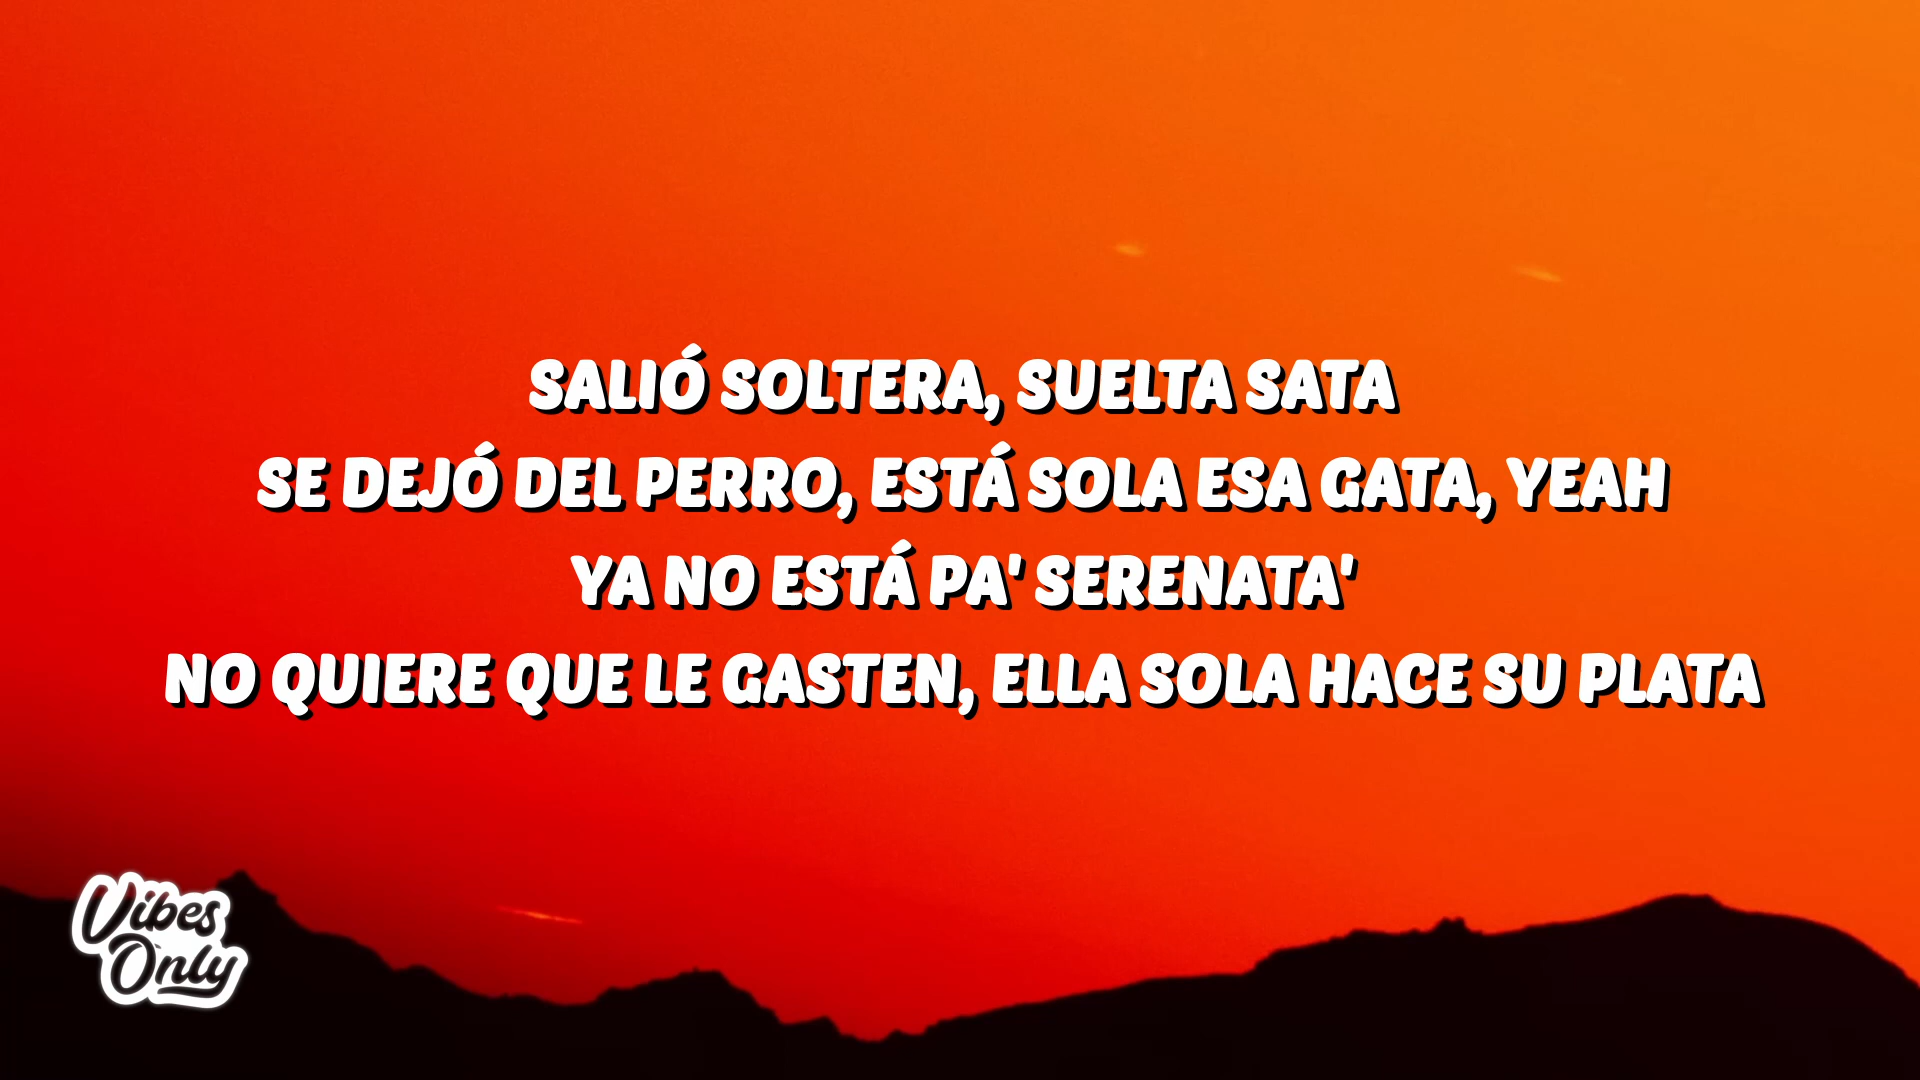 SALIÓ SOLTERA, SUELTA SATA
SE DEJÓ DEL PERRO, ESTÁ SOLA ESA GATA, YEAH
YA NO ESTÁ PA' SERENATA'
NO QUIERE QUE LE GASTEN, ELLA SOLA HACE SU PLATA
Vibes
Only